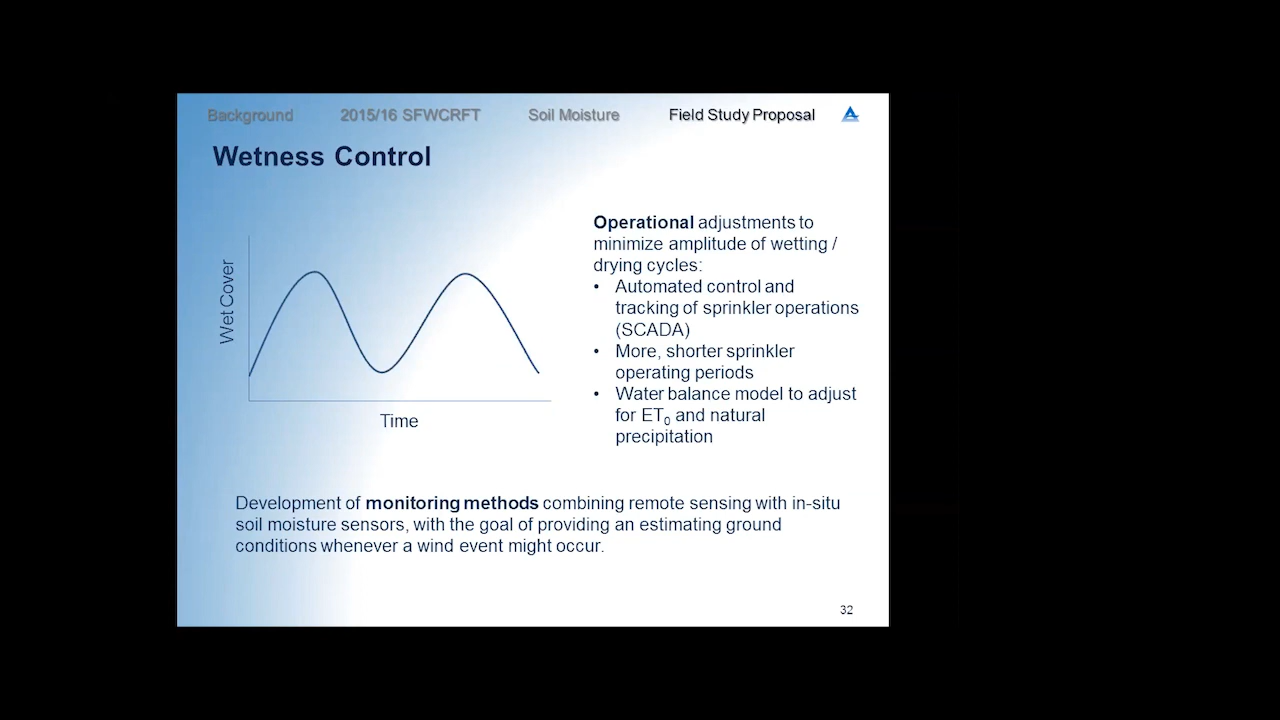 Background 2015/16 SFWCRFT Soil Moisture Field Study Proposal
Wetness Control
Wet Cover
Time
Operational adjustments to
minimize amplitude of wetting /
drying cycles:
• Automated control and
tracking of sprinkler operations
(SCADA)
• More, shorter sprinkler
operating periods
• Water balance model to adjust
for ET₀ and natural
precipitation
Development of monitoring methods combining remote sensing with in-situ
soil moisture sensors, with the goal of providing an estimating ground
conditions whenever a wind event might occur.
32